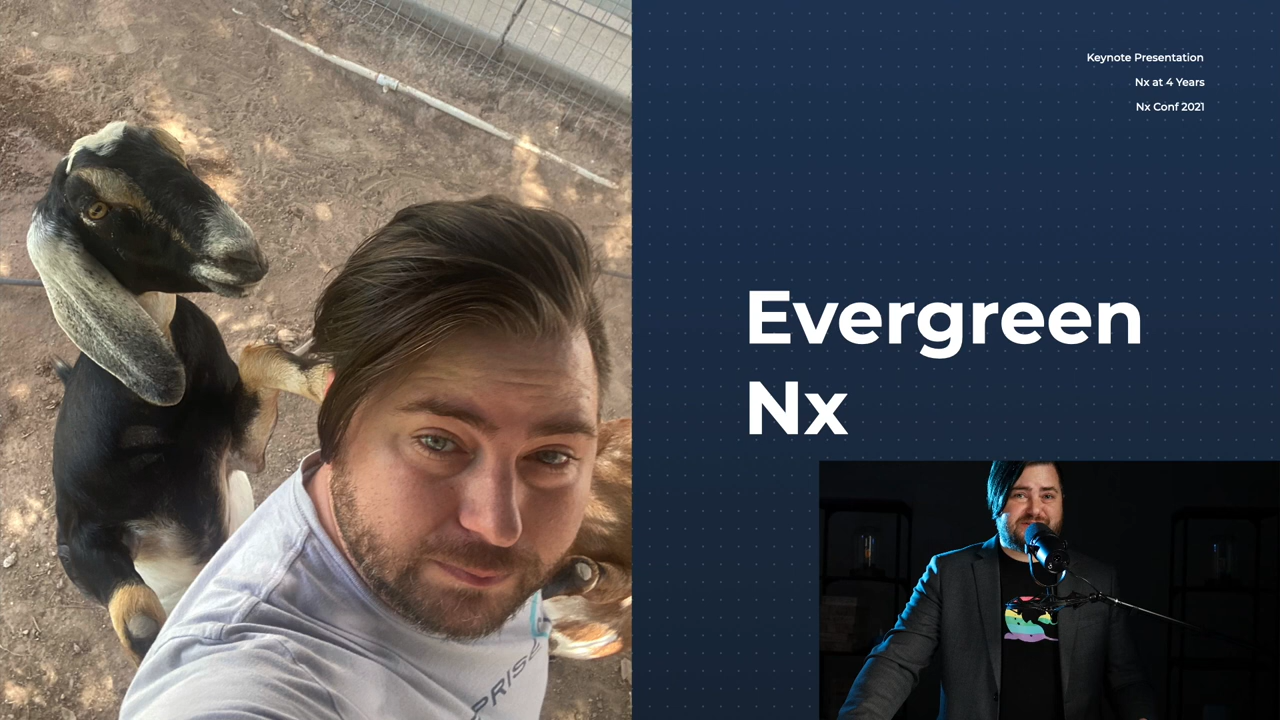 Keynote Presentation
Nx at 4 Years
Nx Conf 2021
Evergreen
Nx